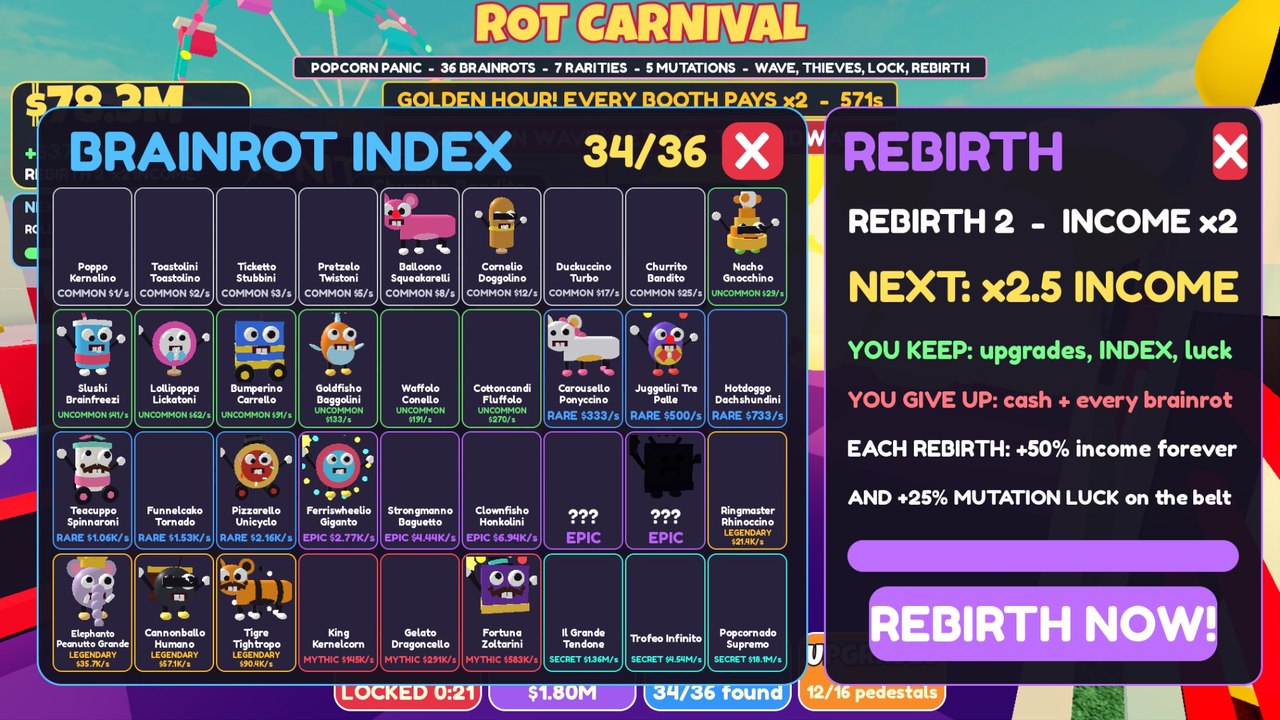 ROT CARNIVAL
POPCORN PANIC - 36 BRAINROTS - 7 RARITIES - 5 MUTATIONS - WAVE, THIEVES, LOCK, REBIRTH
$78.3M
GOLDEN HOUR! EVERY BOOTH PAYS x2 - 571s
BRAINROT INDEX
34/36
X
Poppo Kernelino
COMMON $1/s
Toastolini Toastolino
COMMON $2/s
Ticketto Stubbini
COMMON $3/s
Pretzelo Twistoni
COMMON $5/s
Balloono Squeakarelli
COMMON $8/s
Cornelio Doggolino
COMMON $12/s
Duckuccino Turbo
COMMON $17/s
Churrito Bandito
COMMON $25/s
Nacho Gnocchino
UNCOMMON $29/s
Slushi Brainfreezi
UNCOMMON $41/s
Lollipoppa Lickatoni
UNCOMMON $62/s
Bumperino Carrello
UNCOMMON $91/s
Goldfisho Baggolini
UNCOMMON $133/s
Waffolo Conello
UNCOMMON $191/s
Cottoncandi Fluffolo
UNCOMMON $270/s
Carousello Ponyccino
RARE $333/s
Juggelini Tre Palle
RARE $500/s
Hotdoggo Dachshundini
RARE $733/s
Teacuppo Spinnaroni
RARE $1.06K/s
Funnelcako Tornado
RARE $1.53K/s
Pizzarello Unicyclo
RARE $2.16K/s
Ferriswheelio Giganto
EPIC $2.77K/s
Strongmanno Baguetto
EPIC $4.44K/s
Clownfisho Honkolini
EPIC $6.94K/s
???
EPIC
???
EPIC
Ringmaster Rhinoccino
LEGENDARY $21.4K/s
Elephanto Peanutto Grande
LEGENDARY $35.7K/s
Cannonballo Humano
LEGENDARY $57.1K/s
Tigre Tightropo
LEGENDARY $90.4K/s
King Kernelcorn
MYTHIC $145K/s
Gelato Dragoncello
MYTHIC $291K/s
Fortuna Zoltarini
MYTHIC $583K/s
Il Grande Tendone
SECRET $1.36M/s
Trofeo Infinito
SECRET $4.54M/s
Popcornado Supremo
SECRET $18.1M/s
REBIRTH
X
REBIRTH 2 - INCOME x2
NEXT: x2.5 INCOME
YOU KEEP: upgrades, INDEX, luck
YOU GIVE UP: cash + every brainrot
EACH REBIRTH: +50% income forever
AND +25% MUTATION LUCK on the belt
REBIRTH NOW!
LOCKED 0:21
$1.80M
34/36 found
12/16 pedestals